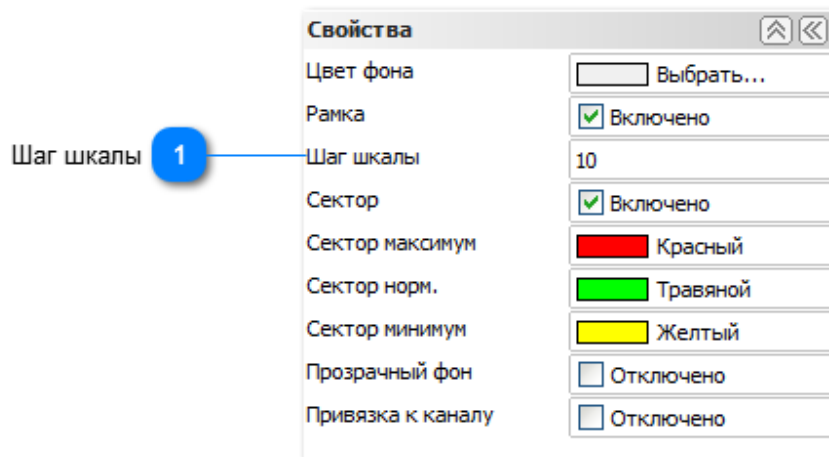 Свойства
Цвет фона Выбрать...
Рамка Включено
Шаг шкалы 1 Шаг шкалы 10
Сектор Включено
Сектор максимум Красный
Сектор норм. Травяной
Сектор минимум Желтый
Прозрачный фон Отключено
Привязка к каналу Отключено